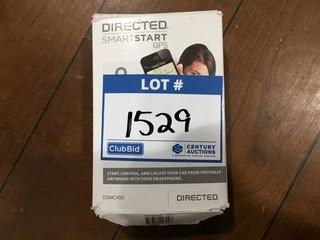 DIRECTED
SMARTSTART
GPS
LOT #
1529
ClubBid
CENTURY
AUCTIONS
START, CONTROL, AND LOCATE YOUR CAR FROM VIRTUALLY
ANYWHERE WITH YOUR SMARTPHONE.
DSMC450
DIRECTED